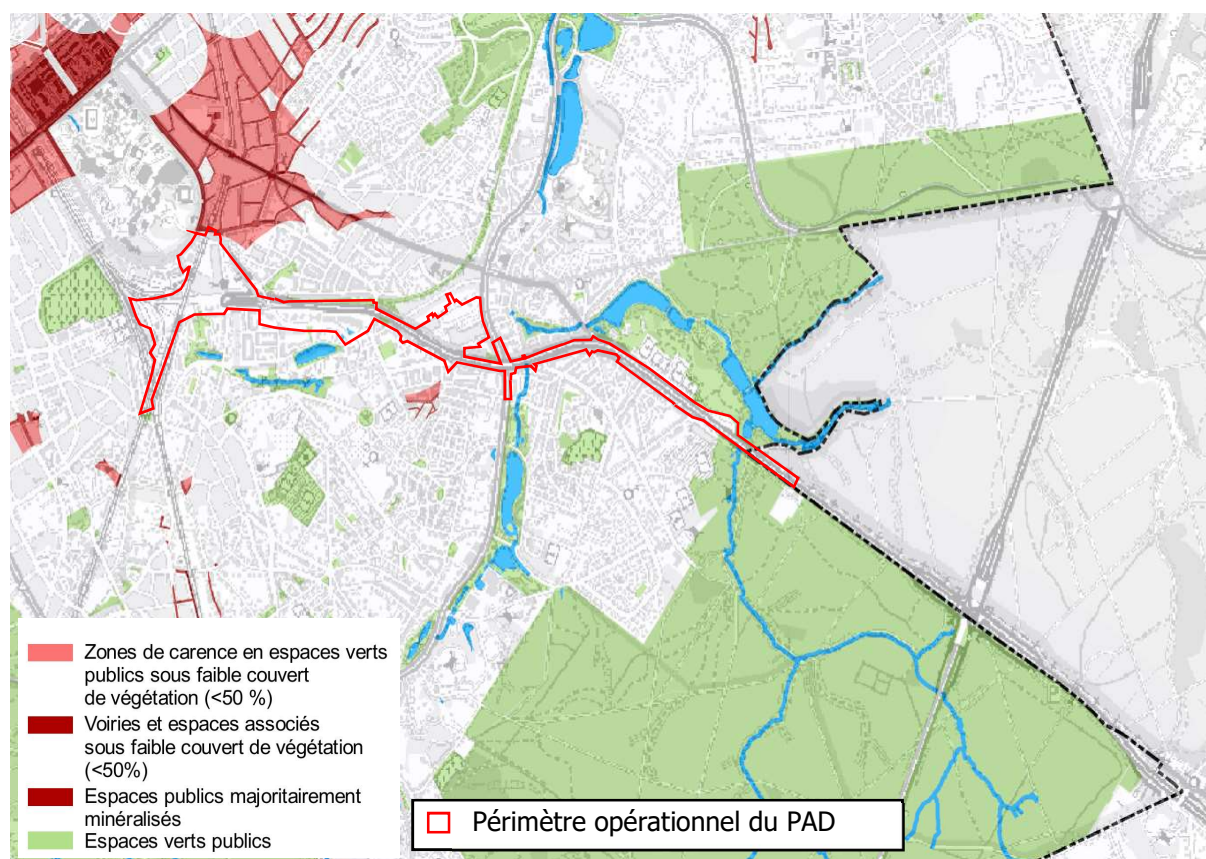 Zones de carence en espaces verts
publics sous faible couvert
de végétation (<50 %)
Voiries et espaces associés
sous faible couvert de végétation
(<50%)
Espaces publics majoritairement
minéralisés
Espaces verts publics
Périmètre opérationnel du PAD